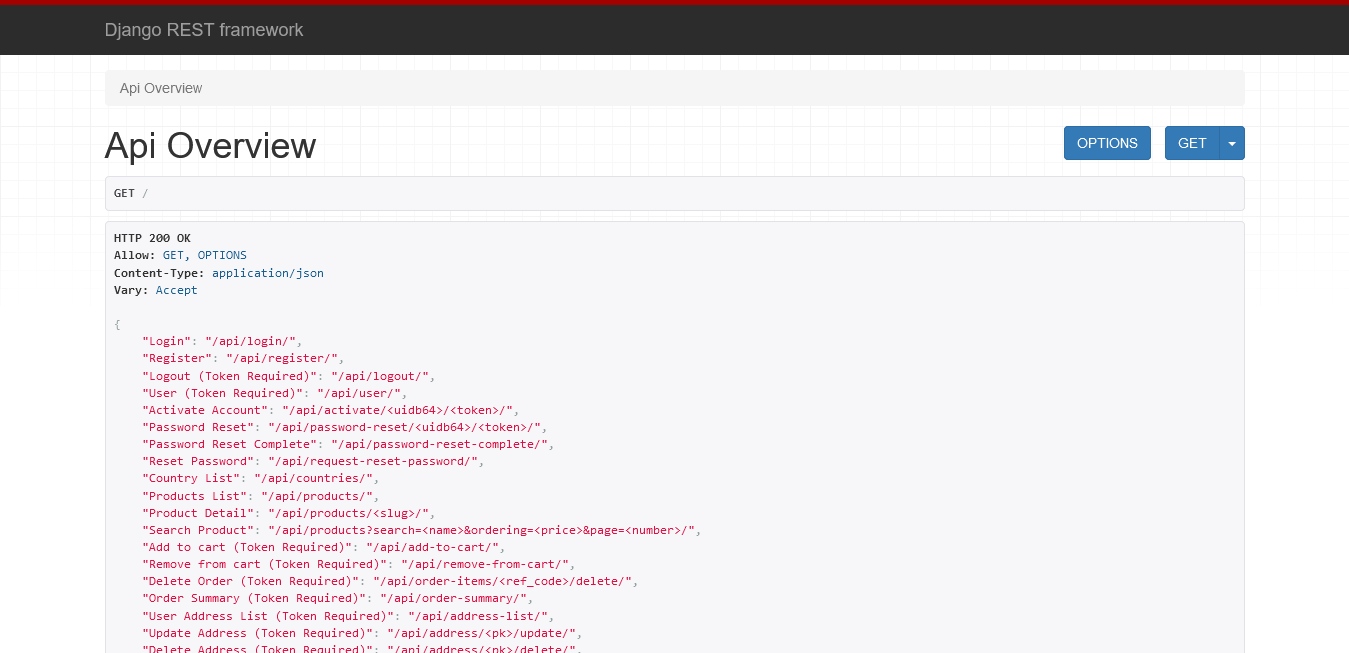 Django REST framework
Api Overview
Api Overview
OPTIONS GET
GET /
HTTP 200 OK
Allow: GET, OPTIONS
Content-Type: application/json
Vary: Accept
{
    "Login": "/api/login/",
    "Register": "/api/register/",
    "Logout (Token Required)": "/api/logout/",
    "User (Token Required)": "/api/user/",
    "Activate Account": "/api/activate/<uidb64>/<token>/",
    "Password Reset": "/api/password-reset/<uidb64>/<token>/",
    "Password Reset Complete": "/api/password-reset-complete/",
    "Reset Password": "/api/request-reset-password/",
    "Country List": "/api/countries/",
    "Products List": "/api/products/",
    "Product Detail": "/api/products/<slug>/",
    "Search Product": "/api/products?search=<name>&ordering=<price>&page=<number>/",
    "Add to cart (Token Required)": "/api/add-to-cart/",
    "Remove from cart (Token Required)": "/api/remove-from-cart/",
    "Delete Order (Token Required)": "/api/order-items/<ref_code>/delete/",
    "Order Summary (Token Required)": "/api/order-summary/",
    "User Address List (Token Required)": "/api/address-list/",
    "Update Address (Token Required)": "/api/address/<pk>/update/",
    "Delete Address (Token Required)": "/api/address/<pk>/delete/",